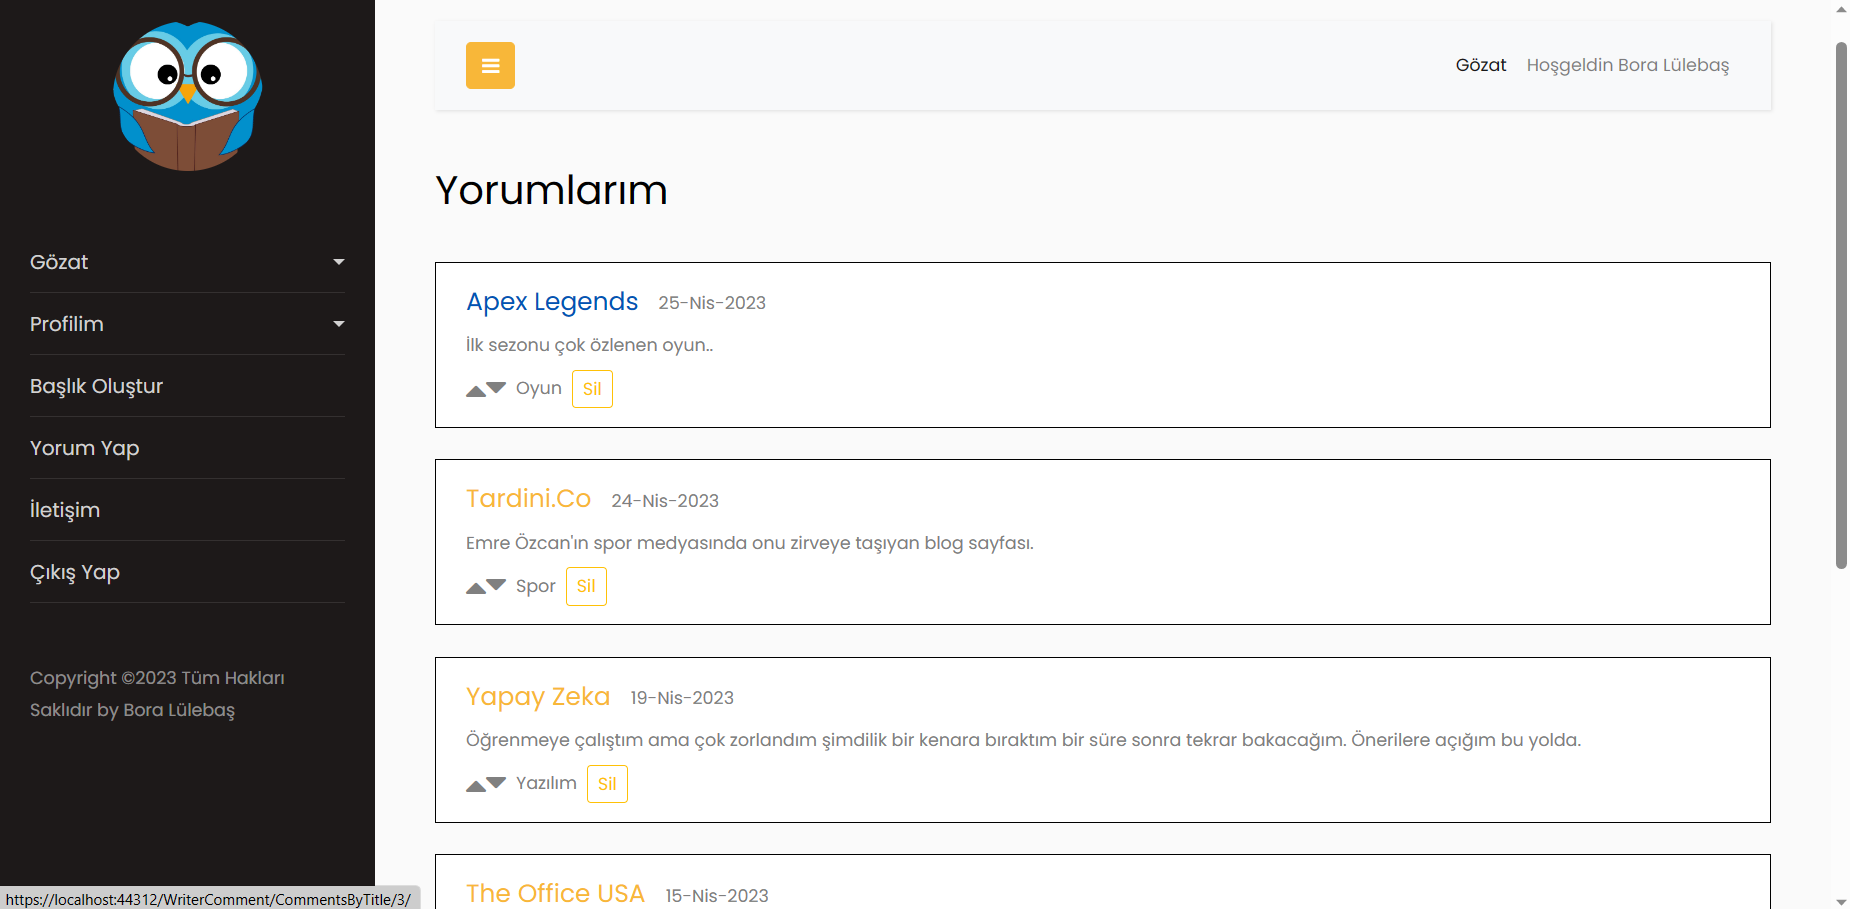 Gözat
Profilim
Başlık Oluştur
Yorum Yap
İletişim
Çıkış Yap
Copyright ©2023 Tüm Hakları
Saklıdır by Bora Lülebaş
Gözat Hoşgeldin Bora Lülebaş
Yorumlarım
Apex Legends 25-Nis-2023
İlk sezonu çok özlenen oyun..
Oyun Sil
Tardini.Co 24-Nis-2023
Emre Özcan'ın spor medyasında onu zirveye taşıyan blog sayfası.
Spor Sil
Yapay Zeka 19-Nis-2023
Öğrenmeye çalıştım ama çok zorlandım şimdilik bir kenara bıraktım bir süre sonra tekrar bakacağım. Önerilere açığım bu yolda.
Yazılım Sil
The Office USA 15-Nis-2023
https://localhost:44312/WriterComment/CommentsByTitle/3/